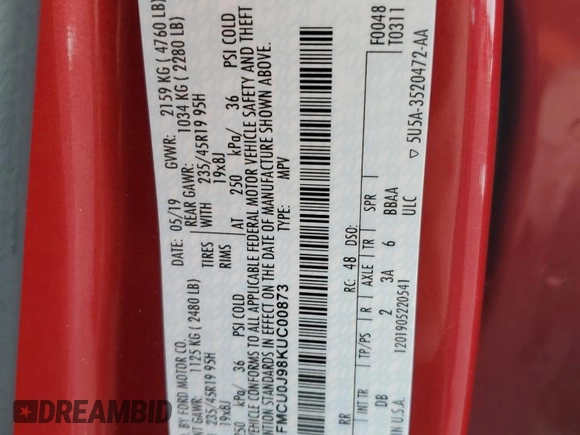 . BY FORD MOTOR CO.
DATE: 05/19
GVWR: 2159 KG ( 4760 LB)
NT GAWR:
1125 KG ( 2480 LB)
REAR GAWR:
1034 KG ( 2280 LB)
235/45R19 95H
TIRES WITH
235/45R19 95H
19x8J
RIMS
19x8J
250 kPa/ 36 PSI COLD
AT 250 kPa/ 36 PSI COLD
VEHICLE CONFORMS TO ALL APPLICABLE FEDERAL MOTOR VEHICLE SAFETY AND THEFT
NTION STANDARDS IN EFFECT ON THE DATE OF MANUFACTURE SHOWN ABOVE.
FMCU0J98KUC00873
TYPE: MPV
F0048
T0311
RC: 48 DSO:
RR
INT TR TP/PS R AXLE TR SPR
DB 2 3A 6 BBAA
N U.S.A. 1201905220541 ULC
▽ 5U5A-3520472-AA
DREAMBID